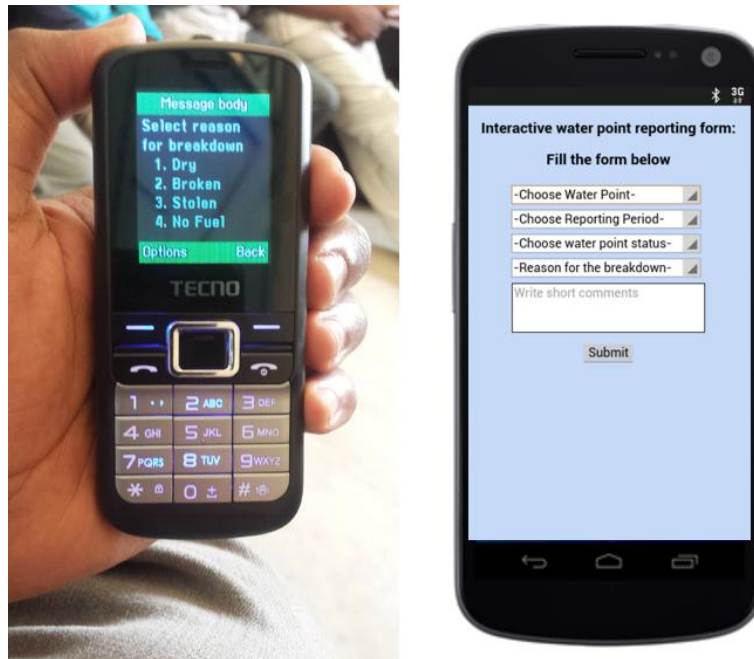 Message body
Select reason
for breakdown
1. Dry
2. Broken
3. Stolen
4. No Fuel
Options Back
TECNO
1
2 ABC
3 DEF
4 GHI
5 JKL
6 MNO
7 PQRS
8 TUV
9 WXYZ
*
0
#
3G
Interactive water point reporting form:
Fill the form below
-Choose Water Point-
-Choose Reporting Period-
-Choose water point status-
-Reason for the breakdown-
Write short comments
Submit